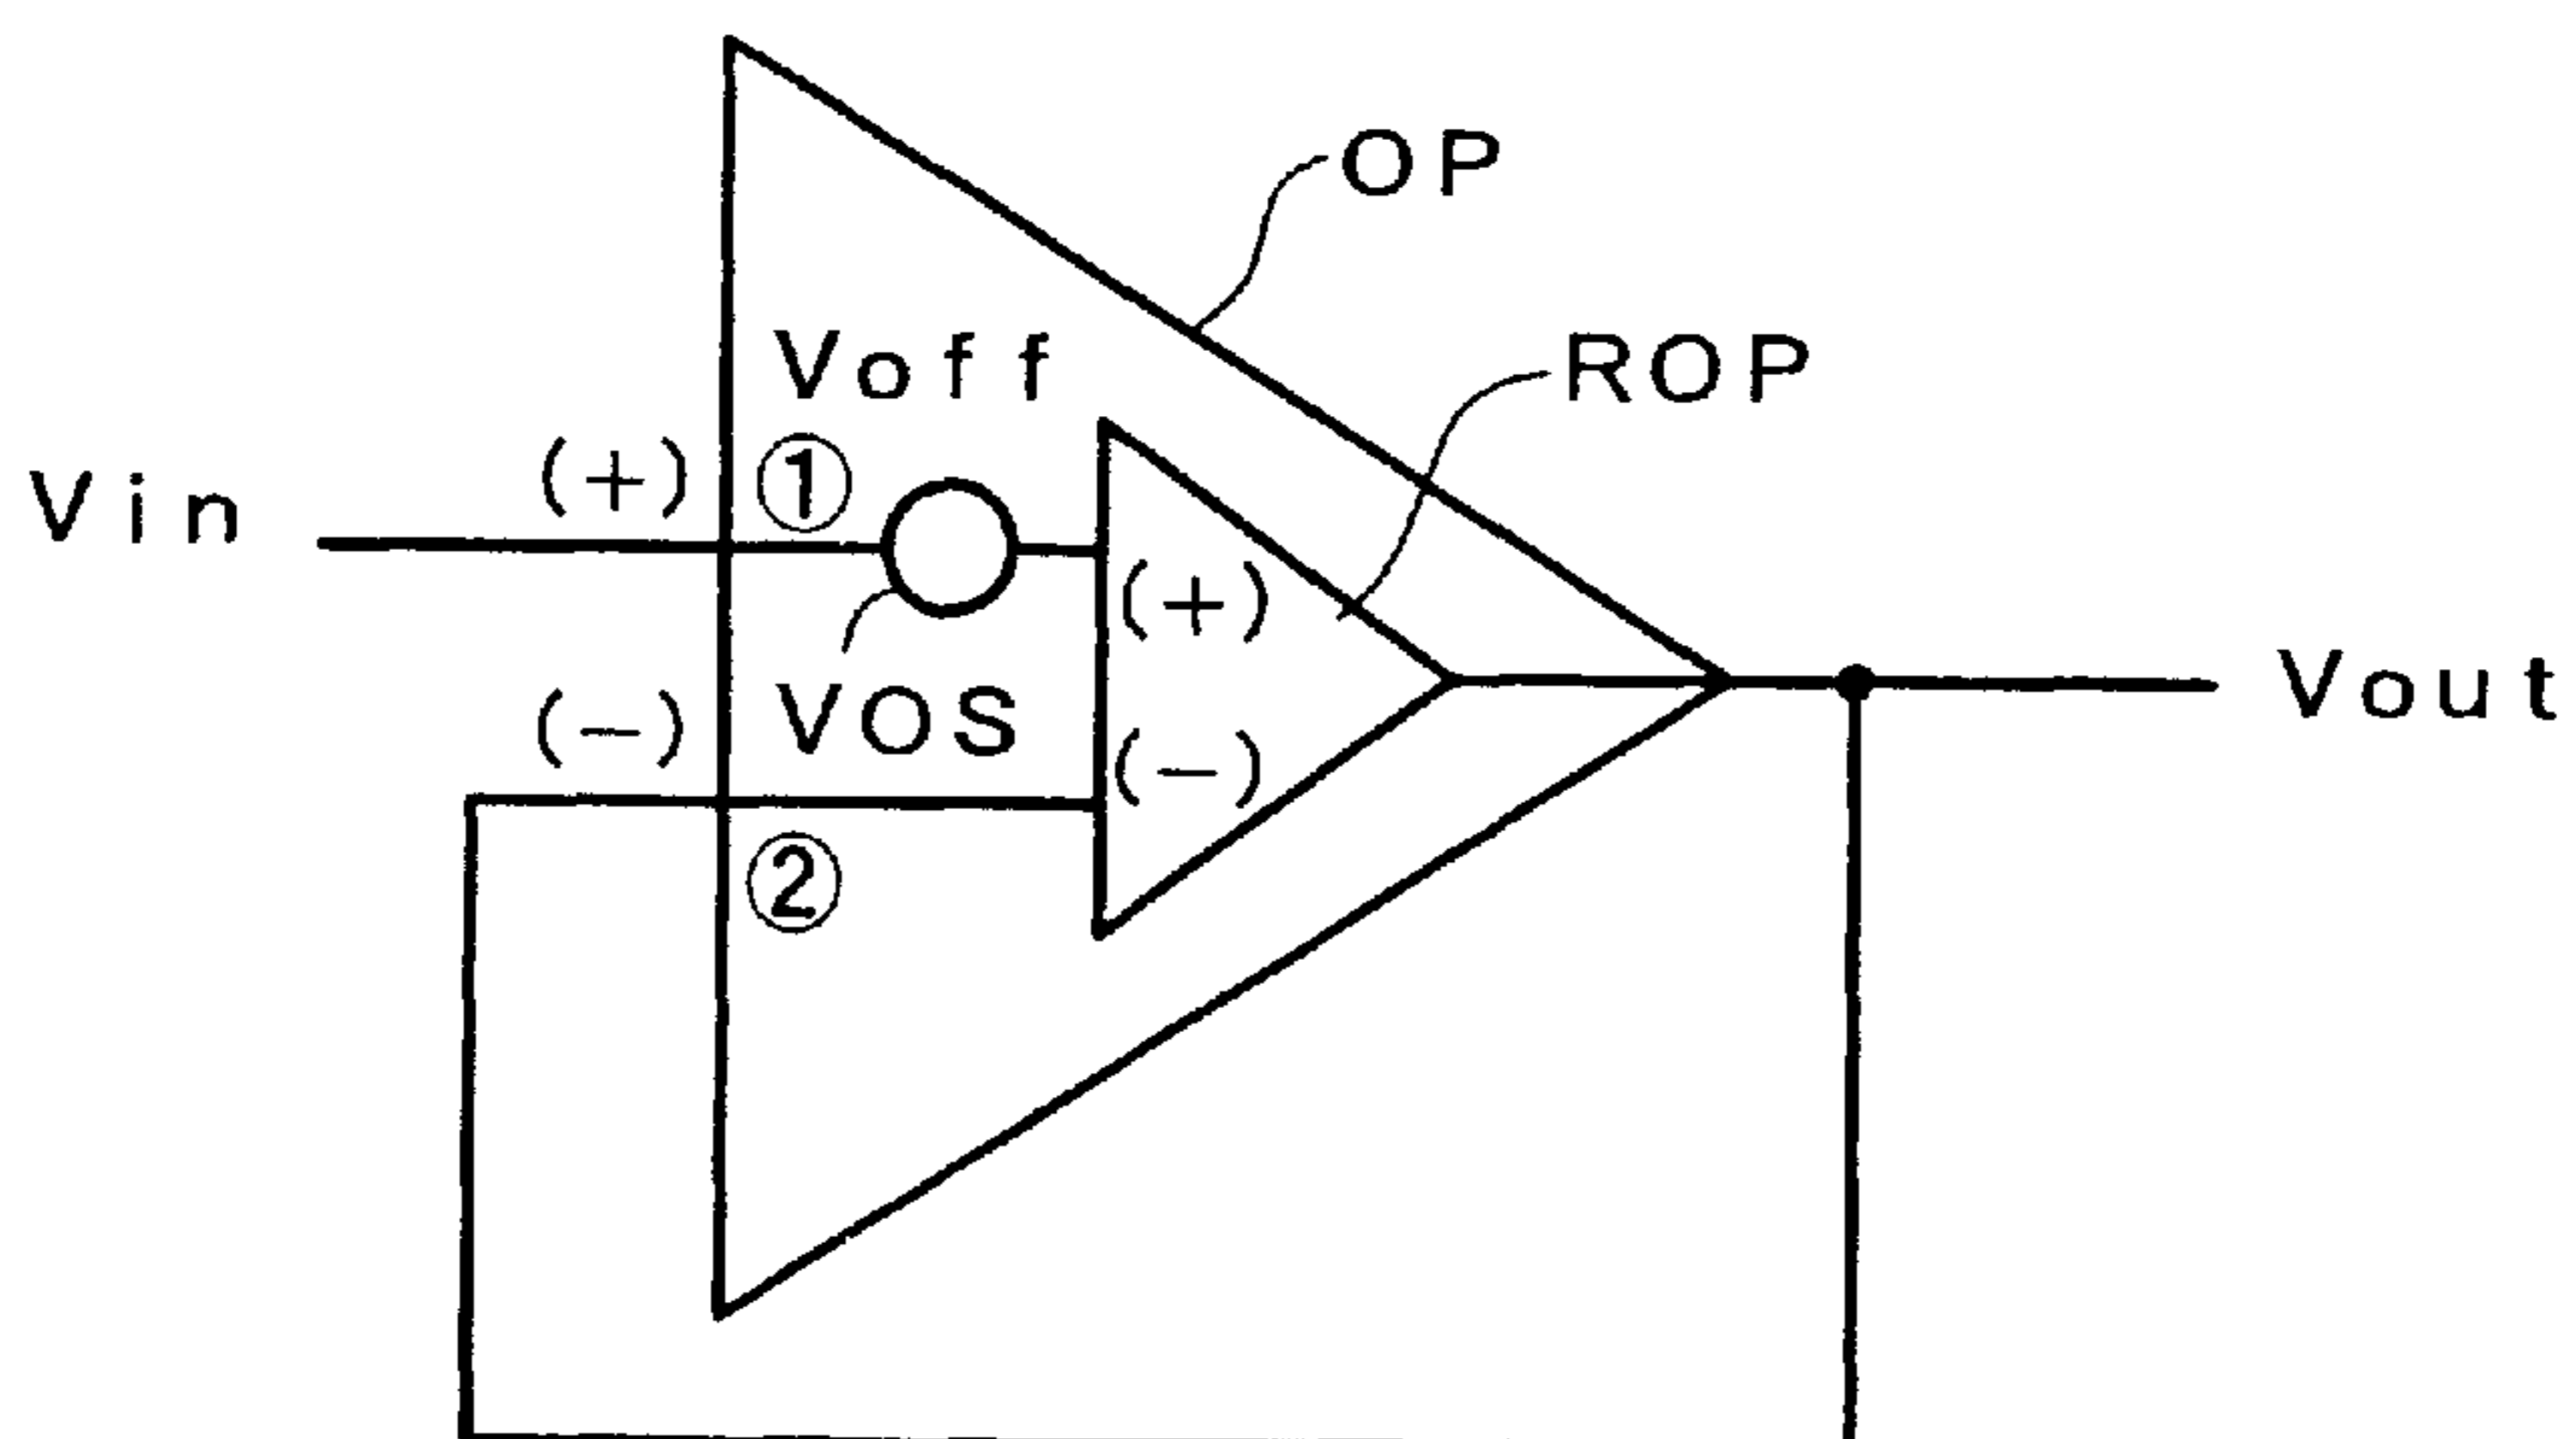 OP
Voff
ROP
(+)
①
Vin
(+)
Vout
(−)
VOS
(−)
②